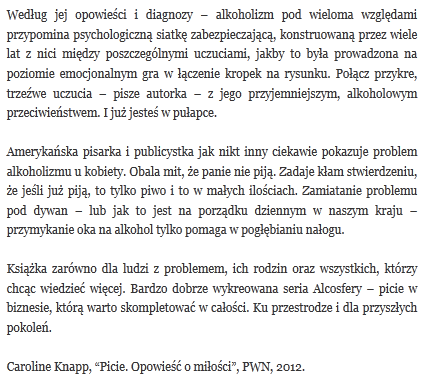 Według jej opowieści i diagnozy – alkoholizm pod wieloma względami
przypomina psychologiczną siatkę zabezpieczającą, konstruowaną przez wiele
lat z nici między poszczególnymi uczuciami, jakby to była prowadzona na
poziomie emocjonalnym gra w łączenie kropek na rysunku. Połącz przykre,
trzeźwe uczucia – pisze autorka – z jego przyjemniejszym, alkoholowym
przeciwieństwem. I już jesteś w pułapce.
Amerykańska pisarka i publicystka jak nikt inny ciekawie pokazuje problem
alkoholizmu u kobiety. Obala mit, że panie nie piją. Zadaje kłam stwierdzeniu,
że jeśli już piją, to tylko piwo i to w małych ilościach. Zamiatanie problemu
pod dywan – lub jak to jest na porządku dziennym w naszym kraju –
przymykanie oka na alkohol tylko pomaga w pogłębianiu nałogu.
Książka zarówno dla ludzi z problemem, ich rodzin oraz wszystkich, którzy
chcąc wiedzieć więcej. Bardzo dobrze wykreowana seria Alcosfery – picie w
biznesie, którą warto skompletować w całości. Ku przestrodze i dla przyszłych
pokoleń.
Caroline Knapp, “Picie. Opowieść o miłości”, PWN, 2012.